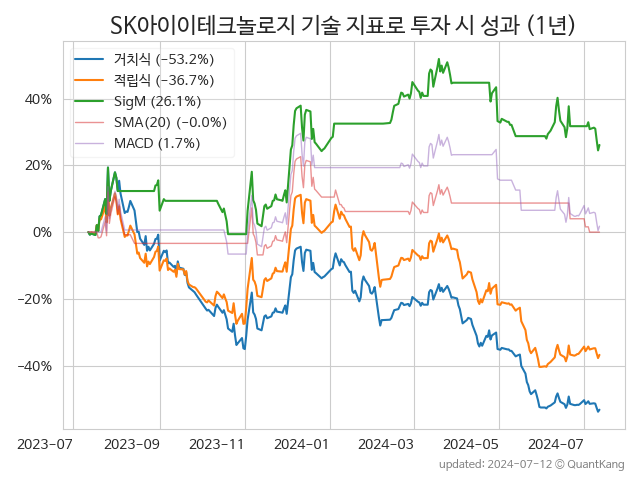 SK아이이테크놀로지 기술 지표로 투자 시 성과 (1년)
거치식 (−53.2%)
적립식 (−36.7%)
SigM (26.1%)
SMA(20) (−0.0%)
MACD (1.7%)
40%
20%
0%
−20%
−40%
2023-07 2023-09 2023-11 2024-01 2024-03 2024-05 2024-07
updated: 2024-07-12 © QuantKang